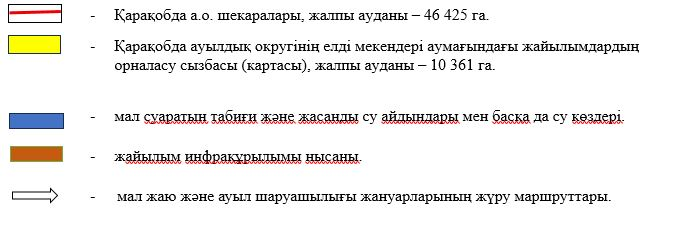 - Қарақобда а.о. шекаралары, жалпы ауданы – 46 425 га.
- Қарақобда ауылдық округінің елді мекендері аумағындағы жайылымдардың
орналасу сызбасы (картасы), жалпы ауданы – 10 361 га.
- мал суаратын табиғи және жасанды су айдындары мен басқа да су көздері.
- жайылым инфрақұрылымы нысаны.
- мал жаю және ауыл шаруашылығы жануарларының жүру маршруттары.